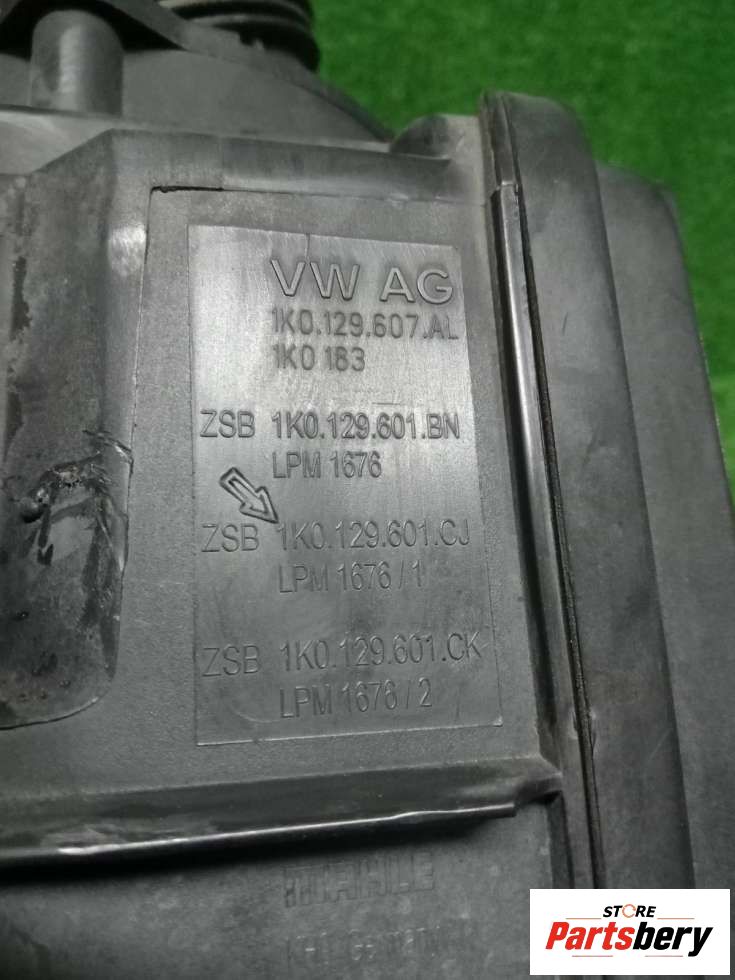 VW AG
1K0.129.607.AL
1K0 183
ZSB 1K0.129.601.BN
LPM 1676
ZSB 1K0.129.601.CJ
LPM 1676 / 1
ZSB 1K0.129.601.CK
LPM 1676 / 2
MAHLE
STORE
Partsbery